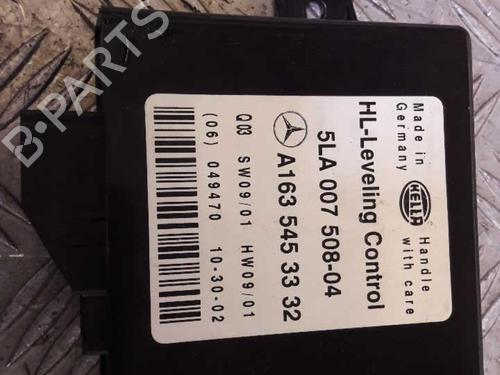 Made in
Germany
HELLA
Handle
with care
HL-Leveling Control
5LA 007 508-04
A163 545 33 32
Q03 SW09/01 HW09/01
(06) 049470 10-30-02
B-PARTS